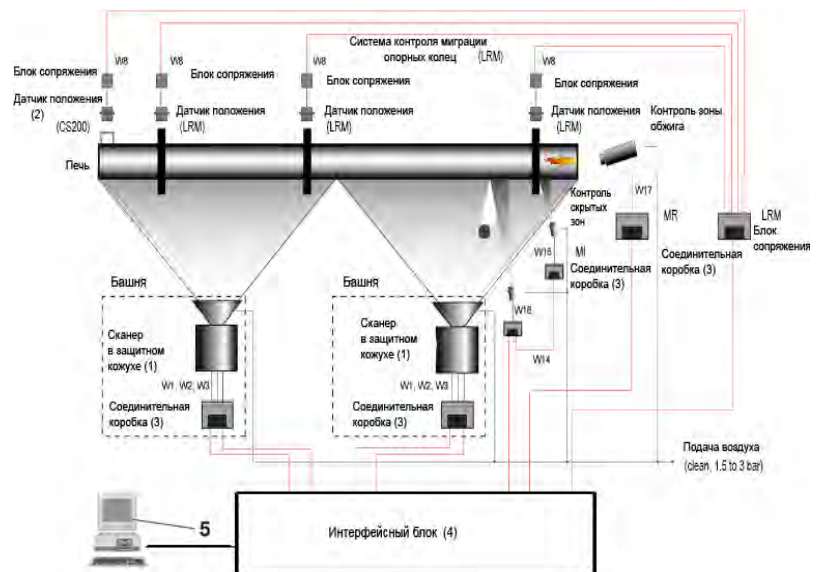 W8
W8
W8
W8
Система контроля миграции
опорных колец (LRM)
Блок сопряжения
Блок сопряжения
Блок сопряжения
Блок сопряжения
Датчик положения
(2)
(CS200)
Датчик положения
(LRM)
Датчик положения
(LRM)
Датчик положения
(LRM)
Контроль зоны
обжига
Печь
Контроль
скрытых
зон
W17
MR
LRM
Блок
сопряжения
W15
MI
Соединительная
коробка (3)
Соединительная
коробка (3)
Башня
Башня
W16
W14
Сканер
в защитном
кожухе (1)
Сканер
в защитном
кожухе (1)
W1, W2, W3
W1, W2, W3
Соединительная
коробка (3)
Соединительная
коробка (3)
Подача воздуха
(clean, 1.5 to 3 bar)
5
Интерфейсный блок (4)